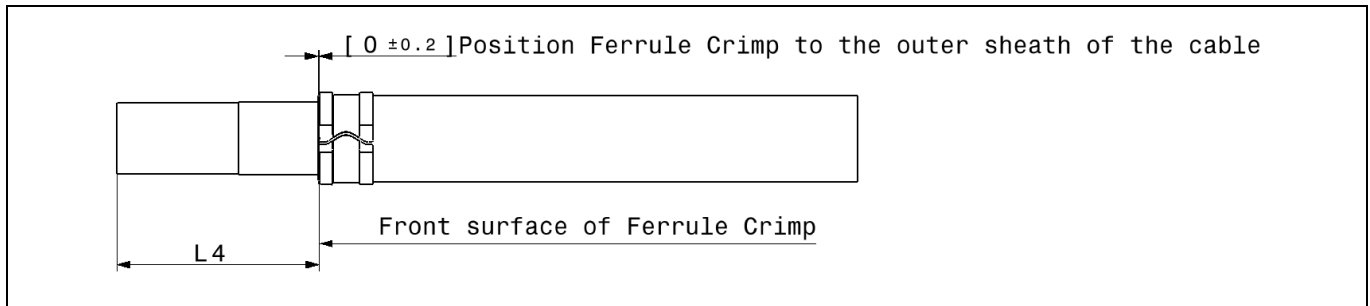 [ 0 ±0.2 ]Position Ferrule Crimp to the outer sheath of the cable
Front surface of Ferrule Crimp
L4